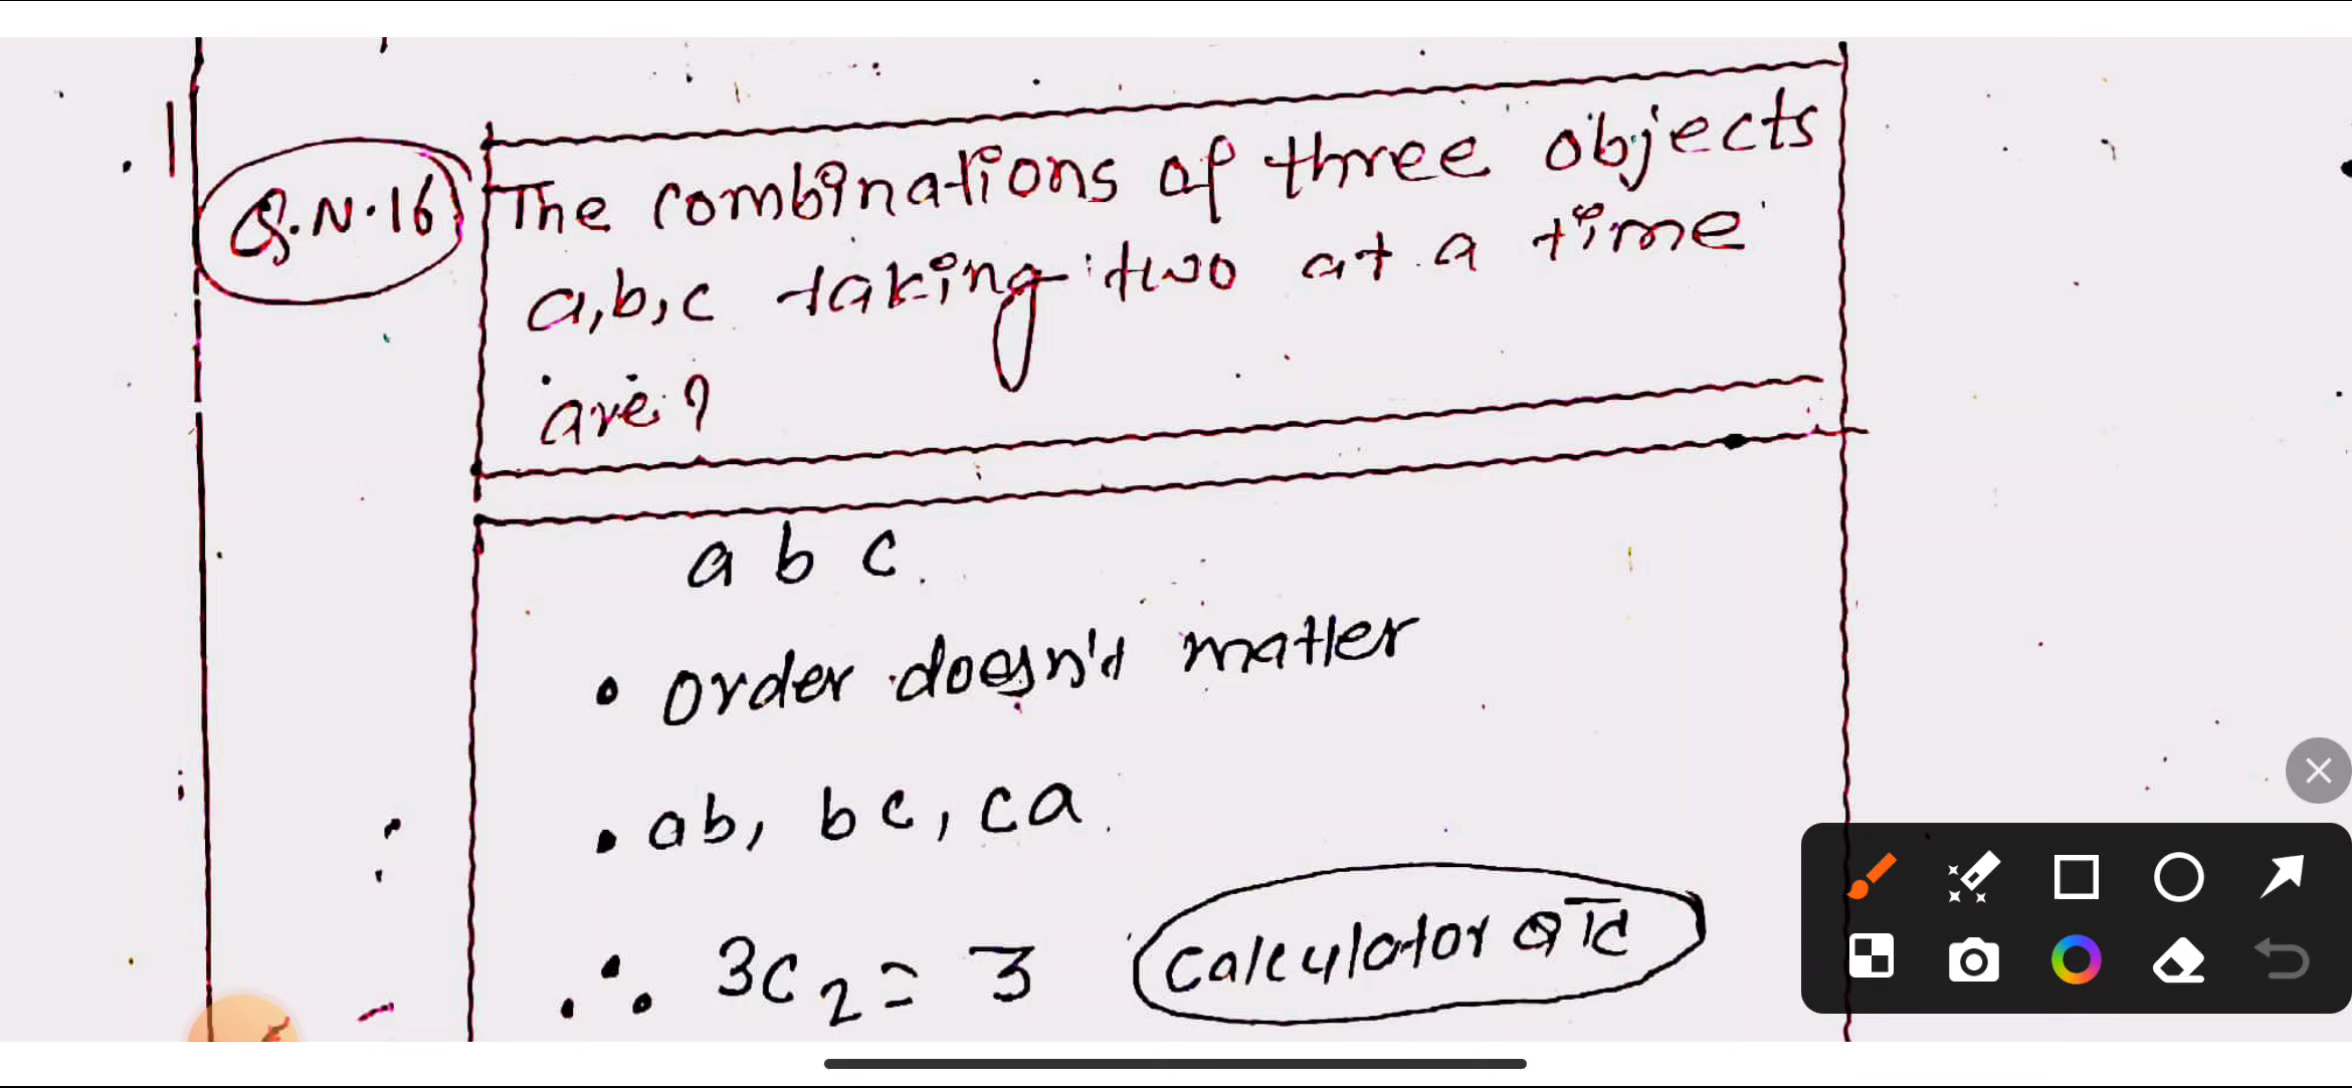 Q.N.16
The combinations of three objects
a,b,c taking two at a time
are?
a b c.
• order doesn't matter
• ab, bc, ca.
∴ 3C2 = 3
calculator